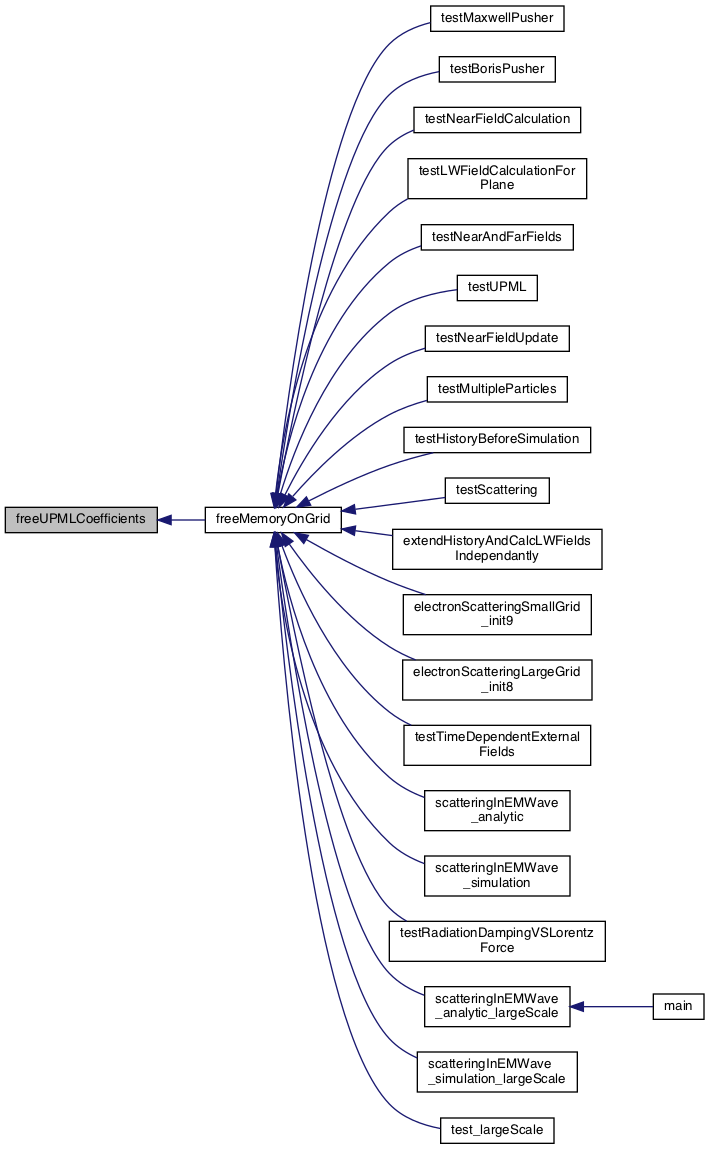 testMaxwellPusher
testBorisPusher
testNearFieldCalculation
testLWFieldCalculationFor
Plane
testNearAndFarFields
testUPML
testNearFieldUpdate
testMultipleParticles
testHistoryBeforeSimulation
testScattering
freeUPMLCoefficients
freeMemoryOnGrid
extendHistoryAndCalcLWFields
Independantly
electronScatteringSmallGrid
_init9
electronScatteringLargeGrid
_init8
testTimeDependentExternal
Fields
scatteringInEMWave
_analytic
scatteringInEMWave
_simulation
testRadiationDampingVSLorentz
Force
scatteringInEMWave
_analytic_largeScale
main
scatteringInEMWave
_simulation_largeScale
test_largeScale